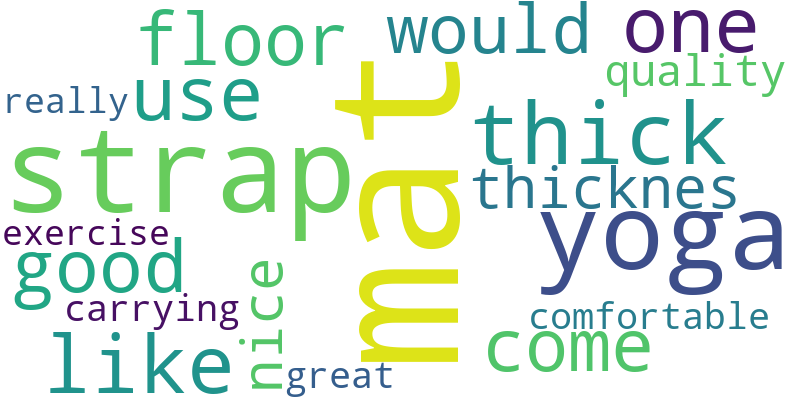 floor
would
one
quality
really
use
mat
thick
strap
thicknes
yoga
exercise
good
nice
carrying
comfortable
like
come
great